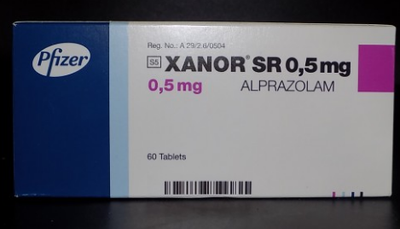 Pfizer
Reg. No.: A 29/2.6/0504
S5 XANOR® SR 0,5 mg
0,5 mg ALPRAZOLAM
60 Tablets